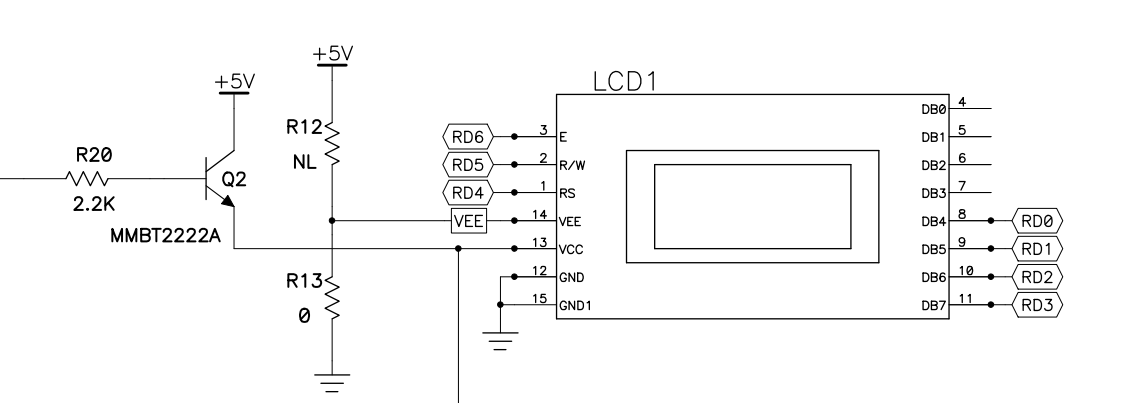 +5V
+5V
LCD1
R12
NL
R20
2.2K
Q2
MMBT2222A
R13
0
RD6
RD5
RD4
VEE
3 E
2 R/W
1 RS
14 VEE
13 VCC
12 GND
15 GND1
DB0 4
DB1 5
DB2 6
DB3 7
DB4 8 RD0
DB5 9 RD1
DB6 10 RD2
DB7 11 RD3